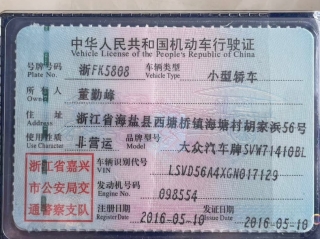 中华人民共和国机动车行驶证
Vehicle License of the People's Republic of China
号牌号码 Plate No. 浙FK5808 车辆类型 Vehicle Type 小型轿车
所有人 Owner 董勤峰
住址 Address 浙江省海盐县西塘桥镇海塘村胡家浜56号
使用性质 Use Character 非营运 品牌型号 Model 大众汽车牌SVW71410BL
浙江省嘉兴市公安局交通警察支队
车辆识别代号 VIN LSVD56A4XGN017129
发动机号码 Engine No. 098554
注册日期 Register Date 2016-05-10 发证日期 Issue Date 2016-05-10